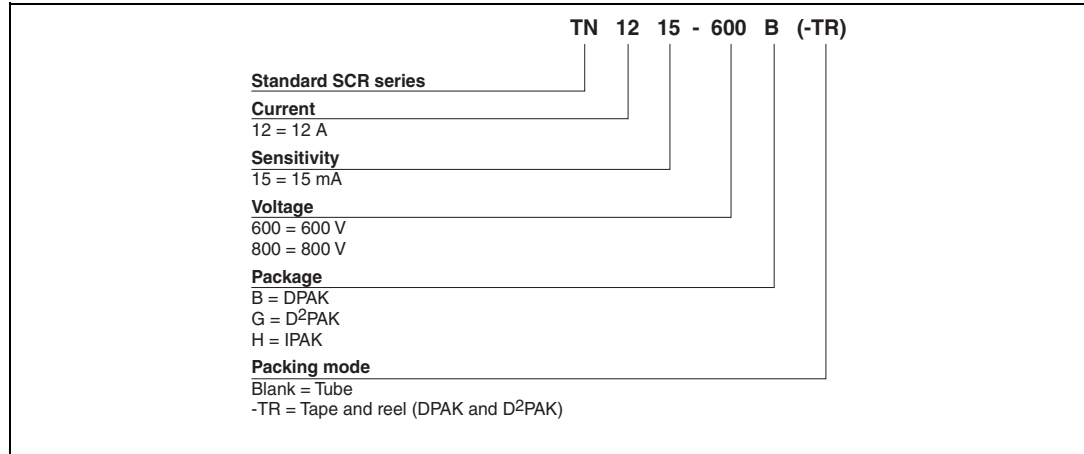 TN 12 15 - 600 B (-TR)
Standard SCR series
Current
12 = 12 A
Sensitivity
15 = 15 mA
Voltage
600 = 600 V
800 = 800 V
Package
B = DPAK
G = D²PAK
H = IPAK
Packing mode
Blank = Tube
-TR = Tape and reel (DPAK and D²PAK)